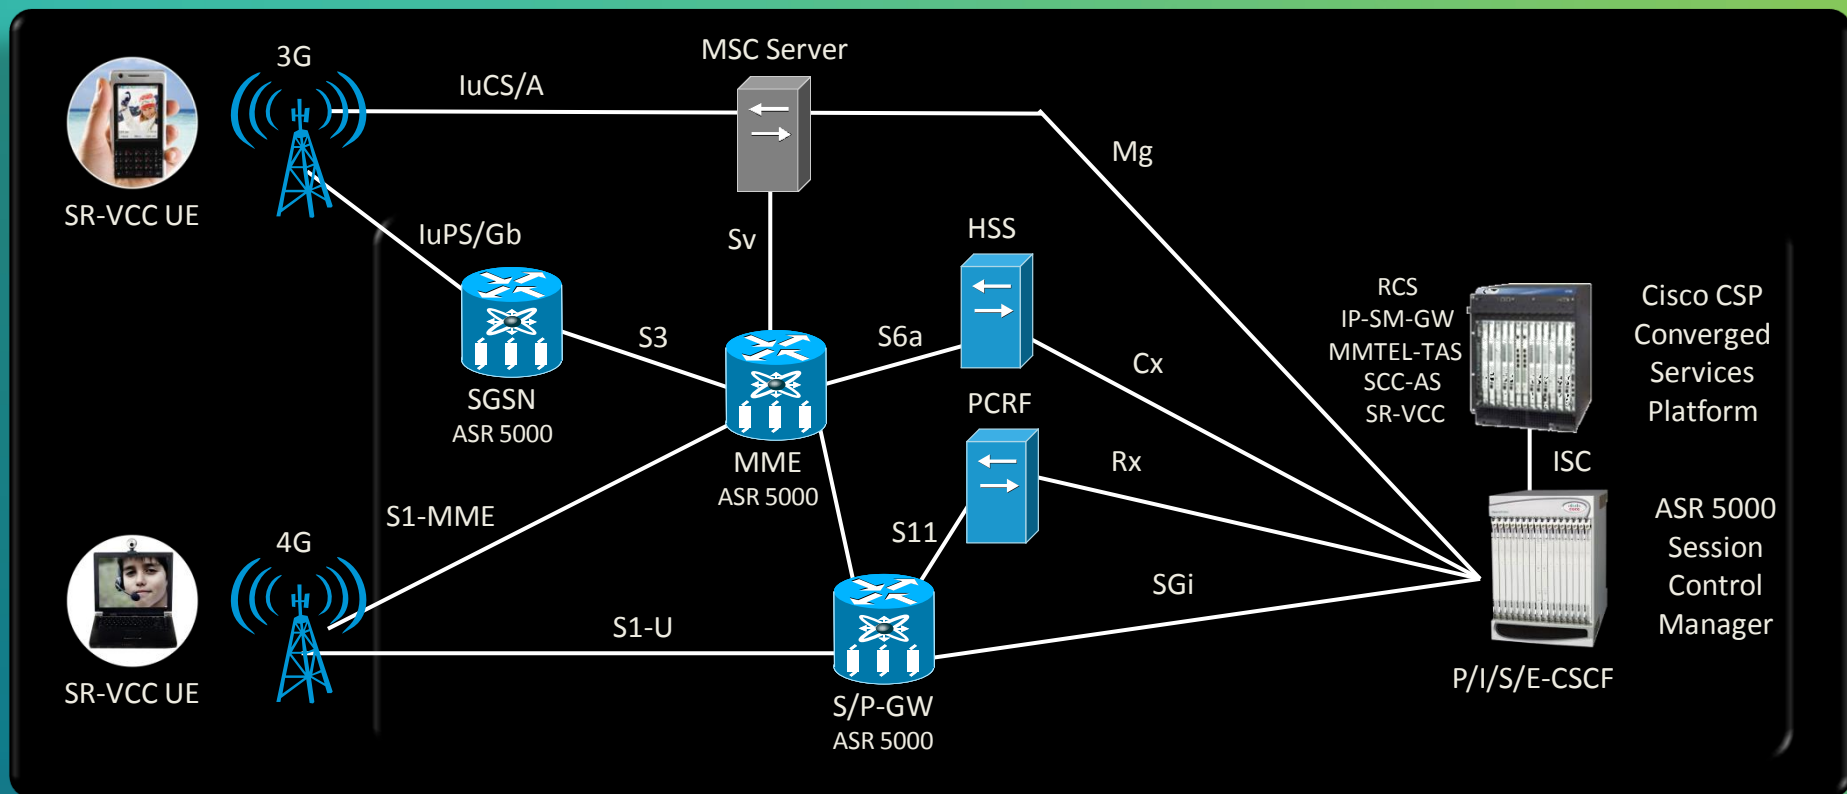 3G
MSC Server
IuCS/A
Mg
SR-VCC UE
IuPS/Gb
Sv
HSS
RCS
IP-SM-GW
MMTEL-TAS
SCC-AS
SR-VCC
Cisco CSP
Converged
Services
Platform
S3
S6a
Cx
SGSN
ASR 5000
PCRF
MME
ASR 5000
Rx
ISC
S1-MME
S11
4G
ASR 5000
Session
Control
Manager
SGi
S1-U
SR-VCC UE
S/P-GW
ASR 5000
P/I/S/E-CSCF